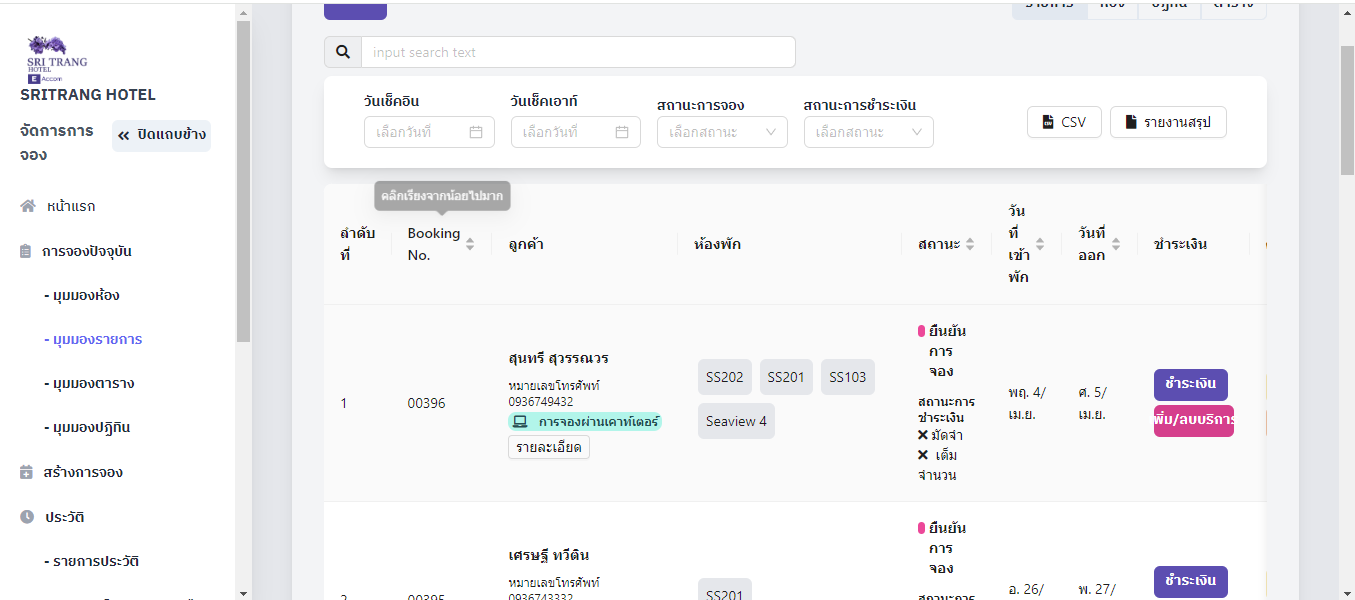 SRI TRANG
HOTEL
E Accom
SRITRANG HOTEL
จัดการการ
จอง
ปิดแถบข้าง
หน้าแรก
การจองปัจจุบัน
- มุมมองห้อง
- มุมมองรายการ
- มุมมองตาราง
- มุมมองปฏิทิน
สร้างการจอง
ประวัติ
- รายการประวัติ
รายการ
ห้อง
ปฏิทิน
ตาราง
input search text
วันเช็คอิน
วันเช็คเอาท์
สถานะการจอง
สถานะการชำระเงิน
เลือกวันที่
เลือกวันที่
เลือกสถานะ
เลือกสถานะ
CSV
รายงานสรุป
คลิกเรียงจากน้อยไปมาก
ลำดับ
ที่
Booking
No.
ลูกค้า
ห้องพัก
สถานะ
วัน
ที่
เข้า
พัก
วันที่
ออก
ชำระเงิน
1
00396
สุนทรี สุวรรณวร
หมายเลขโทรศัพท์
0936749432
การจองผ่านเคาท์เตอร์
รายละเอียด
SS202
SS201
SS103
Seaview 4
ยืนยัน
การ
จอง
สถานะการ
ชำระเงิน
มัดจำ
เต็ม
จำนวน
พฤ. 4/
เม.ย.
ศ. 5/
เม.ย.
ชำระเงิน
พิ่ม/ลบบริการ
2
00395
เศรษฐี ทวีดิน
หมายเลขโทรศัพท์
0936743332
SS201
ยืนยัน
การ
จอง
สถานะการ
อ. 26/
พ. 27/
ชำระเงิน